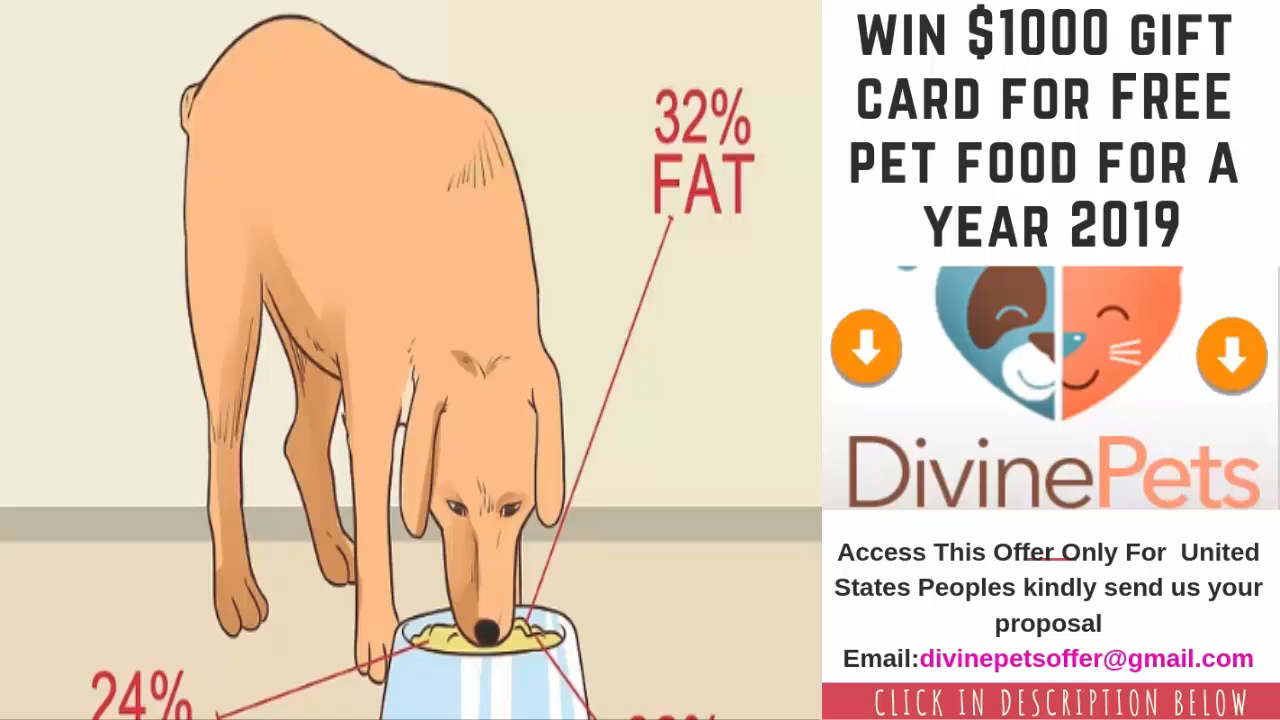 32%
FAT
24%
WIN $1000 GIFT
CARD FOR FREE
PET FOOD FOR A
YEAR 2019
DivinePets
Access This Offer Only For United
States Peoples kindly send us your
proposal
Email:divinepetsoffer@gmail.com
CLICK IN DESCRIPTION BELOW